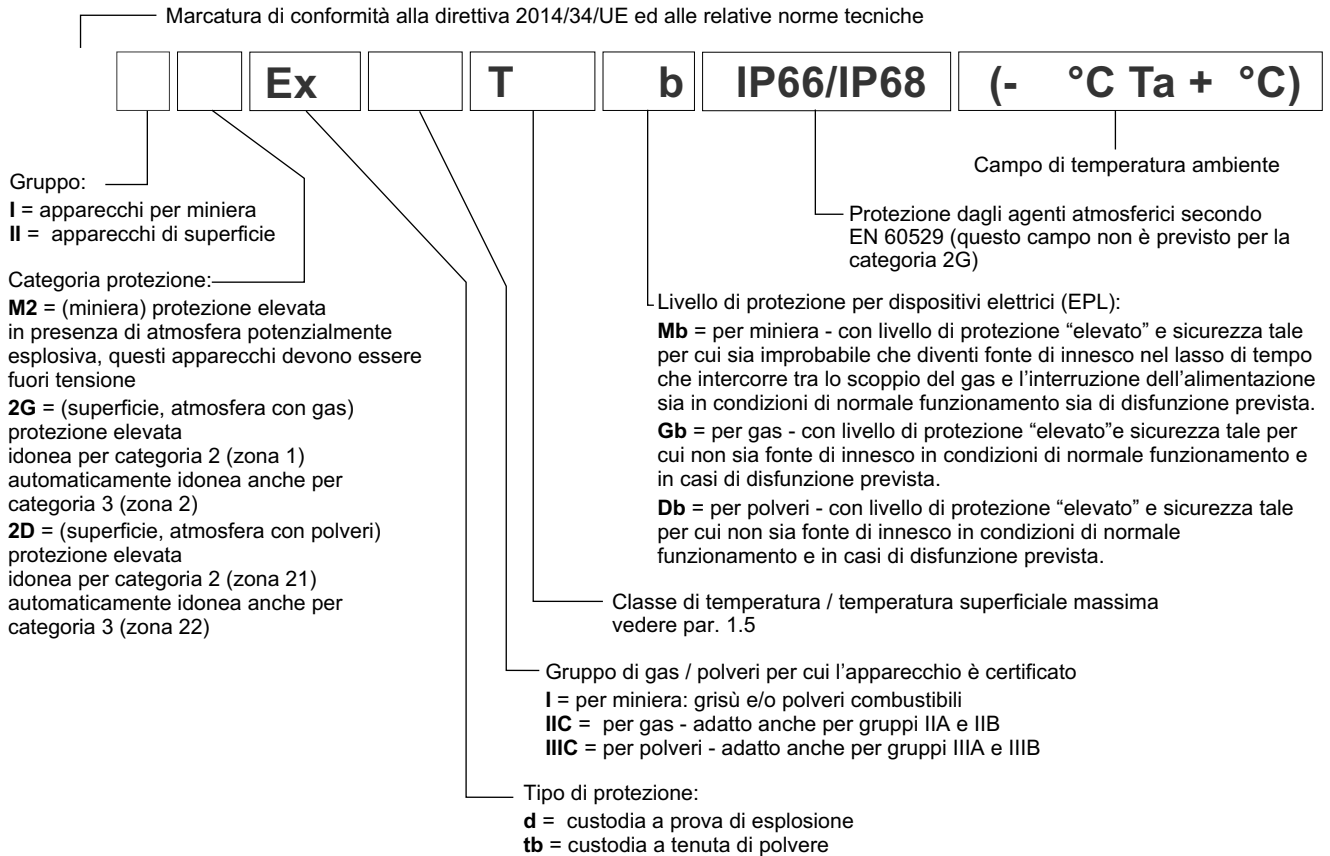 Marcatura di conformità alla direttiva 2014/34/UE ed alle relative norme tecniche
Ex T b IP66/IP68 (- °C Ta + °C)
Gruppo:
I = apparecchi per miniera
II = apparecchi di superficie
Categoria protezione:
M2 = (miniera) protezione elevata
in presenza di atmosfera potenzialmente
esplosiva, questi apparecchi devono essere
fuori tensione
2G = (superficie, atmosfera con gas)
protezione elevata
idonea per categoria 2 (zona 1)
automaticamente idonea anche per
categoria 3 (zona 2)
2D = (superficie, atmosfera con polveri)
protezione elevata
idonea per categoria 2 (zona 21)
automaticamente idonea anche per
categoria 3 (zona 22)
Campo di temperatura ambiente
Protezione dagli agenti atmosferici secondo
EN 60529 (questo campo non è previsto per la
categoria 2G)
Livello di protezione per dispositivi elettrici (EPL):
Mb = per miniera - con livello di protezione “elevato” e sicurezza tale
per cui sia improbabile che diventi fonte di innesco nel lasso di tempo
che intercorre tra lo scoppio del gas e l’interruzione dell’alimentazione
sia in condizioni di normale funzionamento sia di disfunzione prevista.
Gb = per gas - con livello di protezione “elevato”e sicurezza tale per
cui non sia fonte di innesco in condizioni di normale funzionamento e
in casi di disfunzione prevista.
Db = per polveri - con livello di protezione “elevato” e sicurezza tale
per cui non sia fonte di innesco in condizioni di normale
funzionamento e in casi di disfunzione prevista.
Classe di temperatura / temperatura superficiale massima
vedere par. 1.5
Gruppo di gas / polveri per cui l’apparecchio è certificato
I = per miniera: grisù e/o polveri combustibili
IIC = per gas - adatto anche per gruppi IIA e IIB
IIIC = per polveri - adatto anche per gruppi IIIA e IIIB
Tipo di protezione:
d = custodia a prova di esplosione
tb = custodia a tenuta di polvere